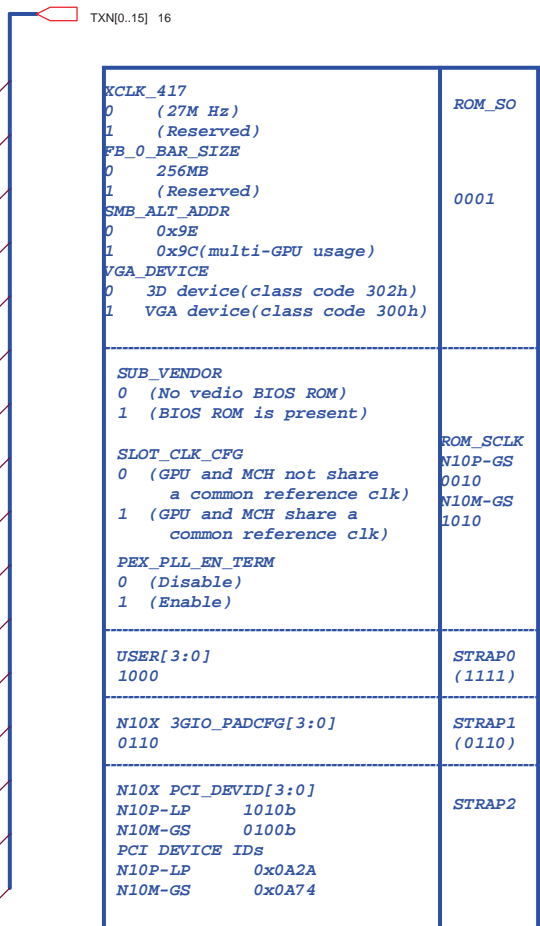 TXN[0..15] 16
XCLK_417
0 (27M Hz)
1 (Reserved)
FB_0_BAR_SIZE
0 256MB
1 (Reserved)
SMB_ALT_ADDR
0 0x9E
1 0x9C(multi-GPU usage)
VGA_DEVICE
0 3D device(class code 302h)
1 VGA device(class code 300h)
ROM_SO
0001
SUB_VENDOR
0 (No vedio BIOS ROM)
1 (BIOS ROM is present)
SLOT_CLK_CFG
0 (GPU and MCH not share
a common reference clk)
1 (GPU and MCH share a
common reference clk)
PEX_PLL_EN_TERM
0 (Disable)
1 (Enable)
ROM_SCLK
N10P-GS
0010
N10M-GS
1010
USER[3:0]
1000
STRAP0
(1111)
N10X 3GIO_PADCFG[3:0]
0110
STRAP1
(0110)
N10X PCI_DEVID[3:0]
N10P-LP 1010b
N10M-GS 0100b
PCI DEVICE IDs
N10P-LP 0x0A2A
N10M-GS 0x0A74
STRAP2